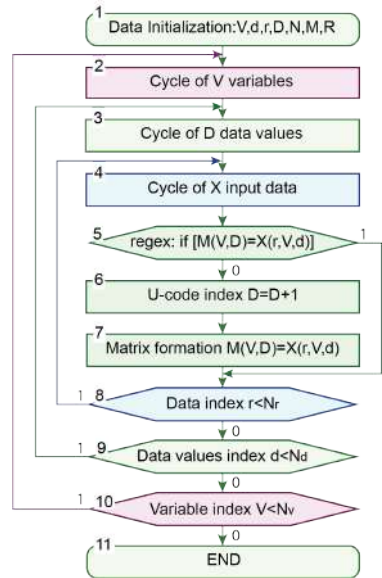 1
Data Initialization:V,d,r,D,N,M,R
2
Cycle of V variables
3
Cycle of D data values
4
Cycle of X input data
5
1
regex: if [M(V,D)=X(r,V,d)]
0
6
U-code index D=D+1
7
Matrix formation M(V,D)=X(r,V,d)
1
8
Data index r<Nr
0
1
9
Data values index d<Nd
0
1
10
Variable index V<Nv
0
11
END